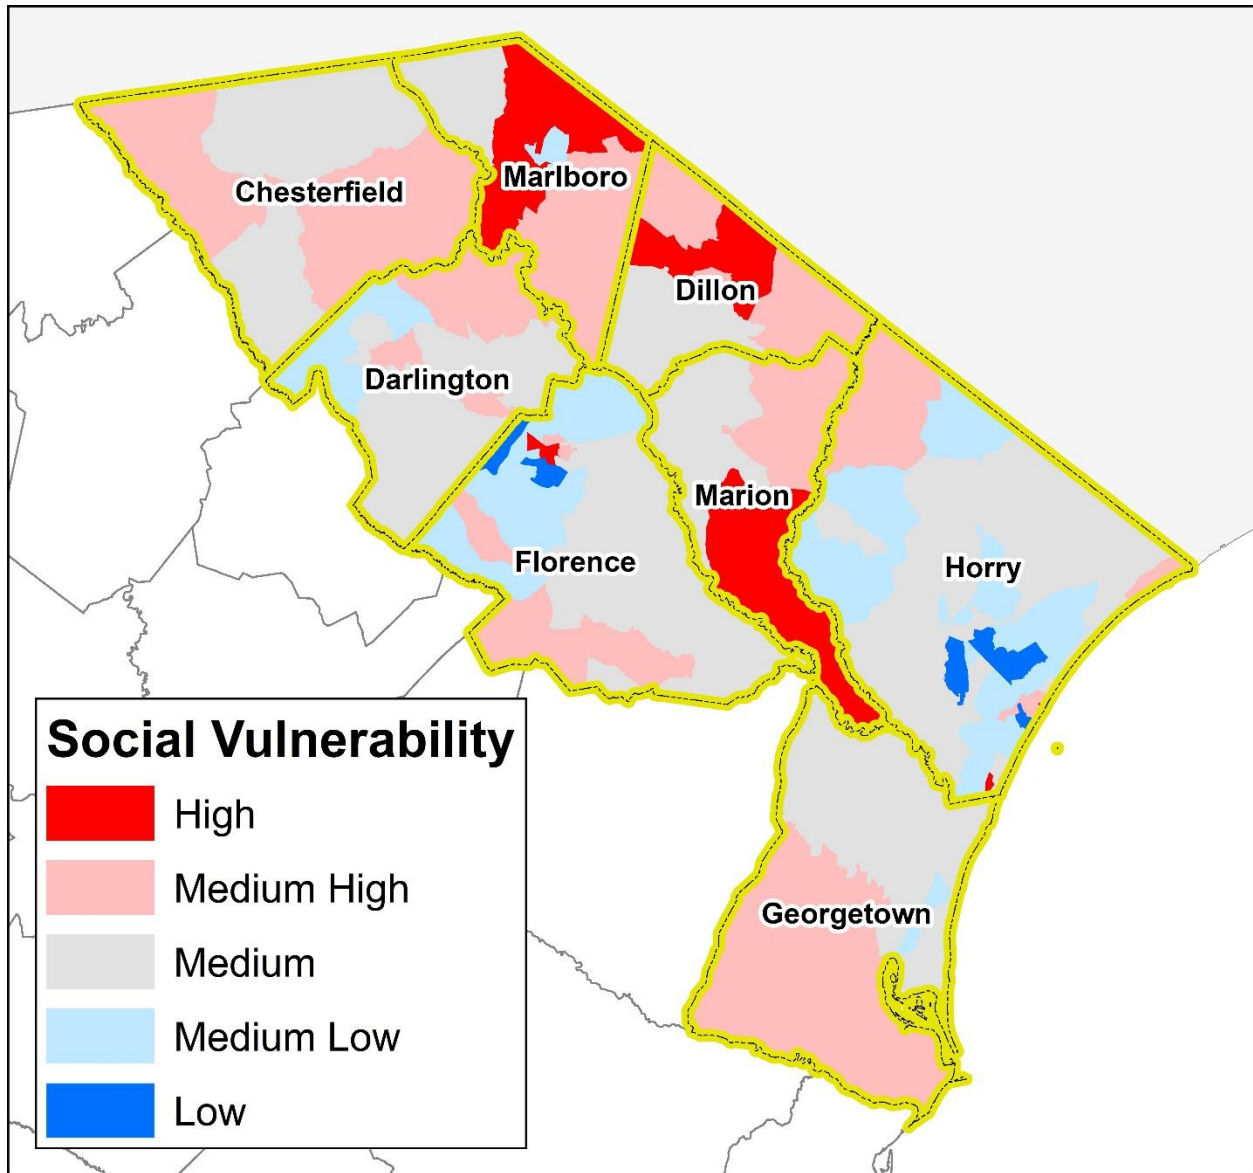 Chesterfield
Marlboro
Dillon
Darlington
Marion
Florence
Horry
Georgetown
Social Vulnerability
High
Medium High
Medium
Medium Low
Low